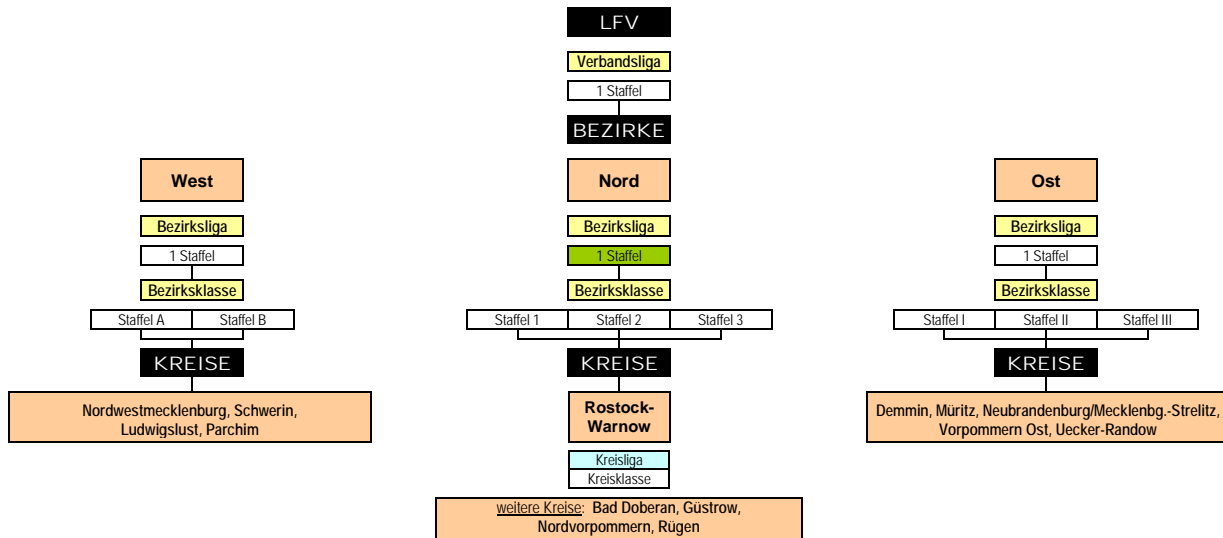 LFV
Verbandsliga
1 Staffel
BEZIRKE
West
Nord
Ost
Bezirksliga
Bezirksliga
Bezirksliga
1 Staffel
1 Staffel
1 Staffel
Bezirksklasse
Bezirksklasse
Bezirksklasse
Staffel A
Staffel B
Staffel 1
Staffel 2
Staffel 3
Staffel I
Staffel II
Staffel III
KREISE
KREISE
KREISE
Nordwestmecklenburg, Schwerin,
Ludwigslust, Parchim
Rostock-
Warnow
Demmin, Müritz, Neubrandenburg/Mecklenbg.-Strelitz,
Vorpommern Ost, Uecker-Randow
Kreisliga
Kreisklasse
weitere Kreise: Bad Doberan, Güstrow,
Nordvorpommern, Rügen